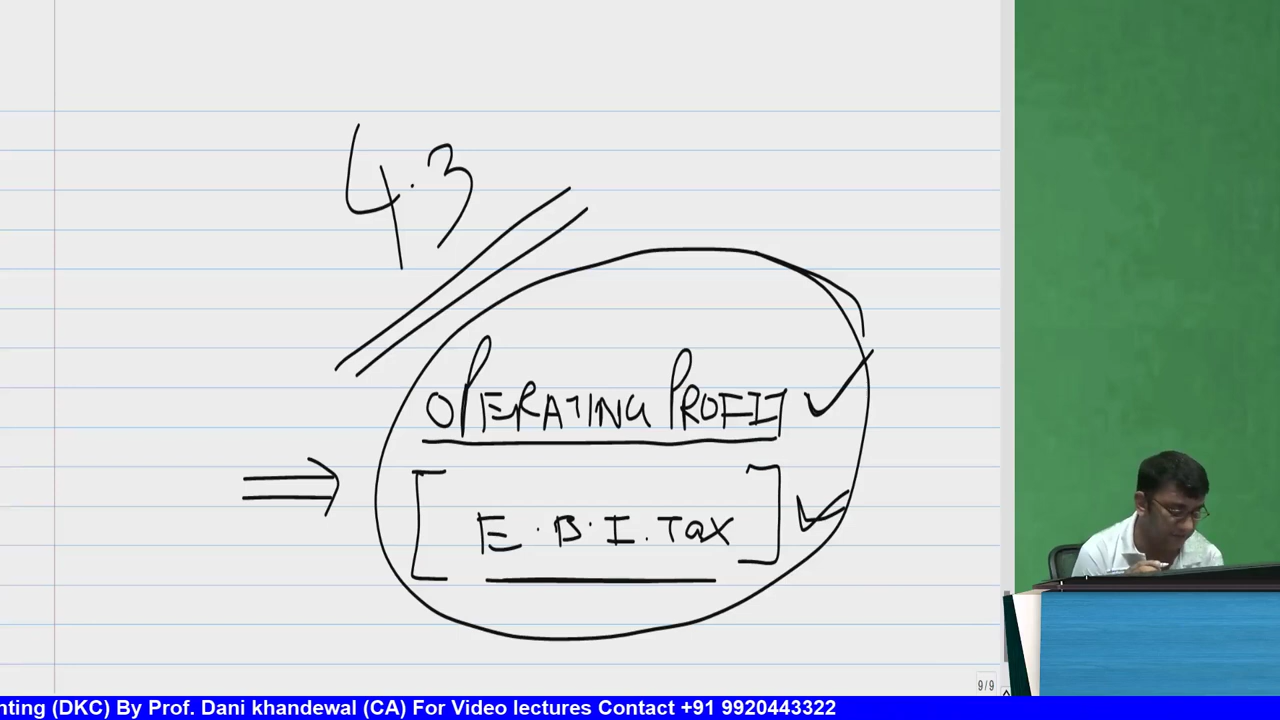 4.3
OPERATING PROFIT
[ E.B.I.Tax ]
9/9
nting (DKC) By Prof. Dani khandewal (CA) For Video lectures Contact +91 9920443322